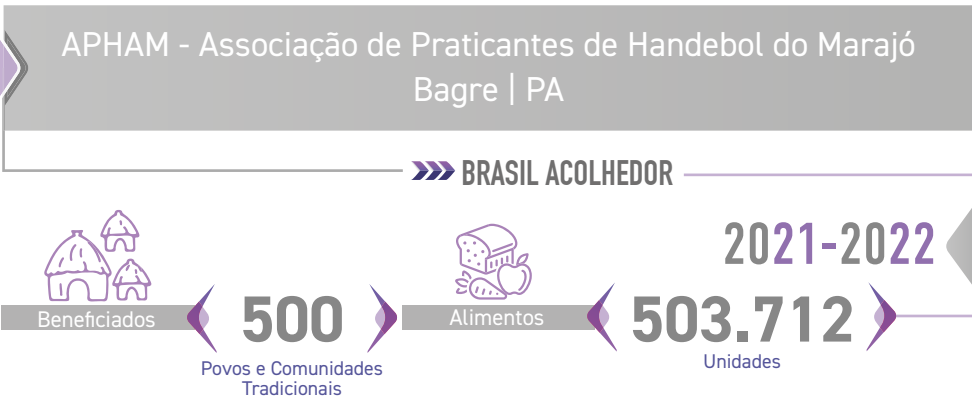 APHAM - Associação de Praticantes de Handebol do Marajó
Bagre | PA
BRASIL ACOLHEDOR
2021-2022
Beneficiados
500
Povos e Comunidades
Tradicionais
Alimentos
503.712
Unidades